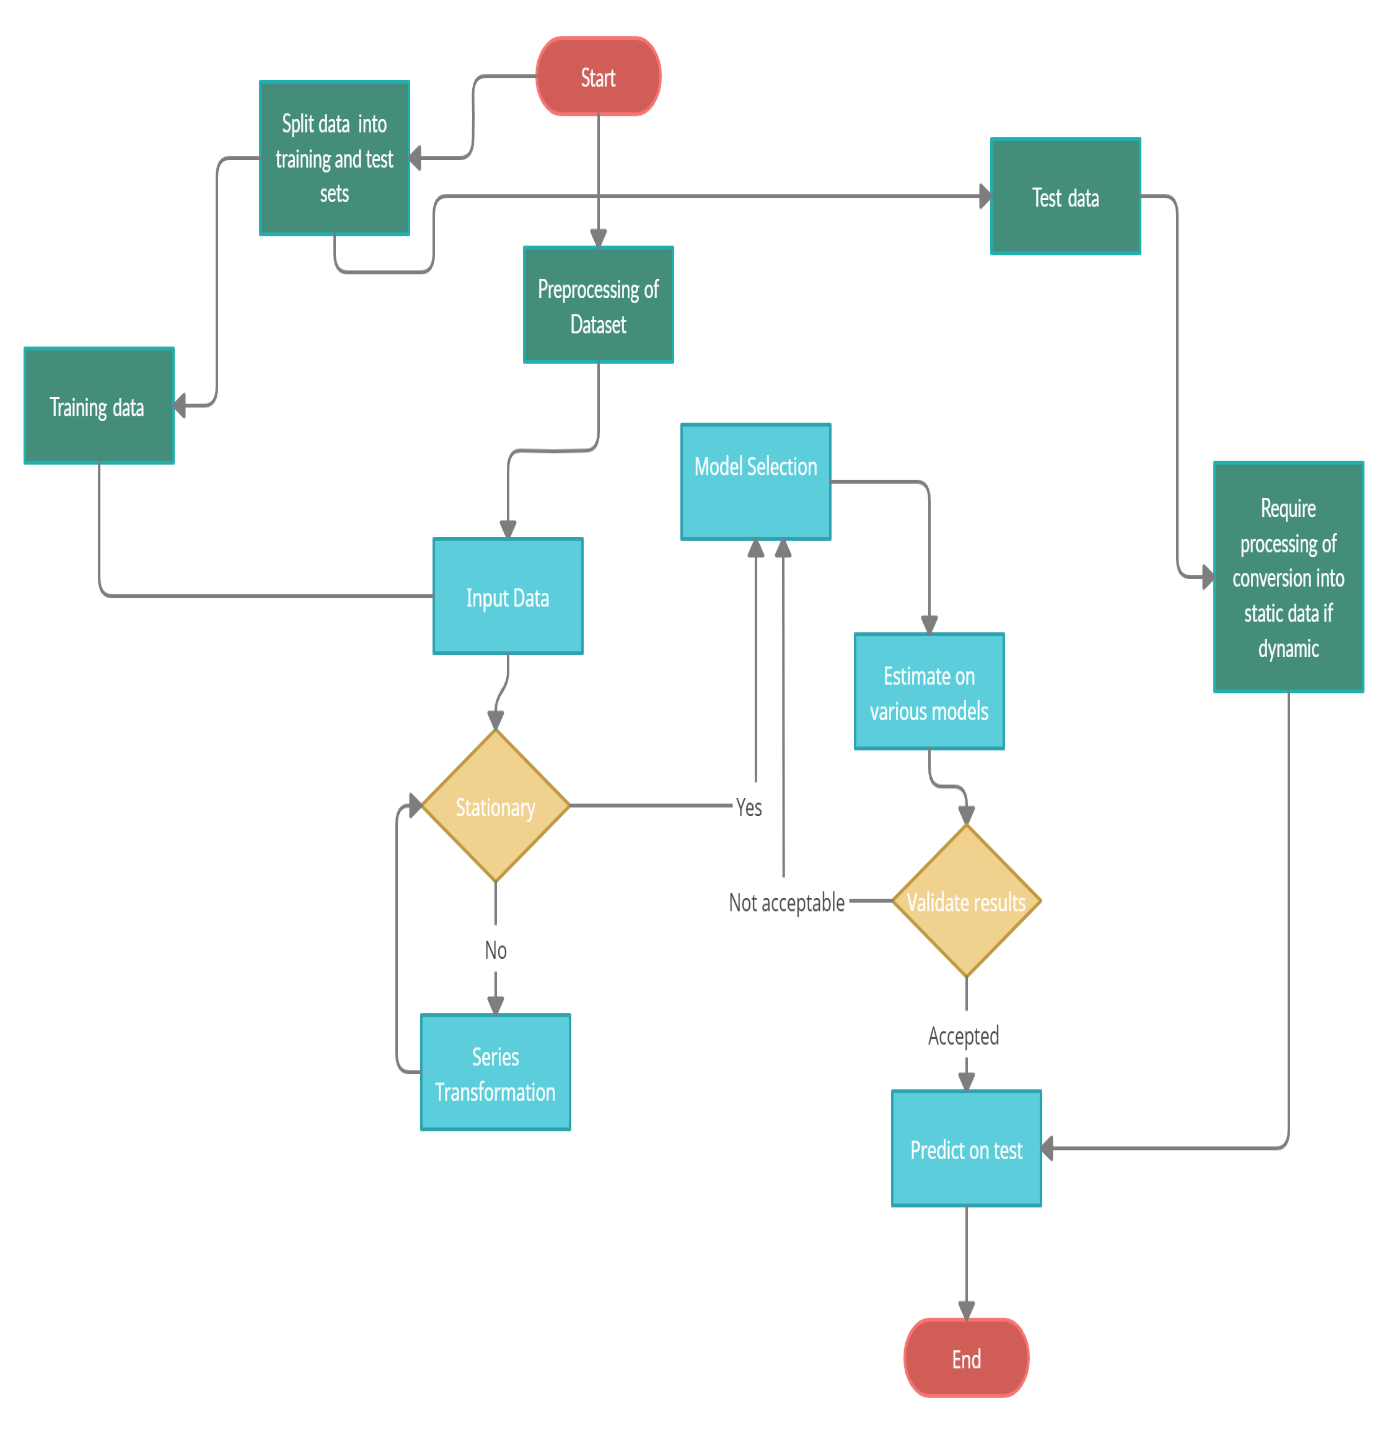 Start
Split data into
training and test
sets
Test data
Preprocessing of
Dataset
Training data
Model Selection
Require
processing of
conversion into
static data if
dynamic
Input Data
Estimate on
various models
Stationary
Yes
Not acceptable
Validate results
No
Accepted
Series
Transformation
Predict on test
End